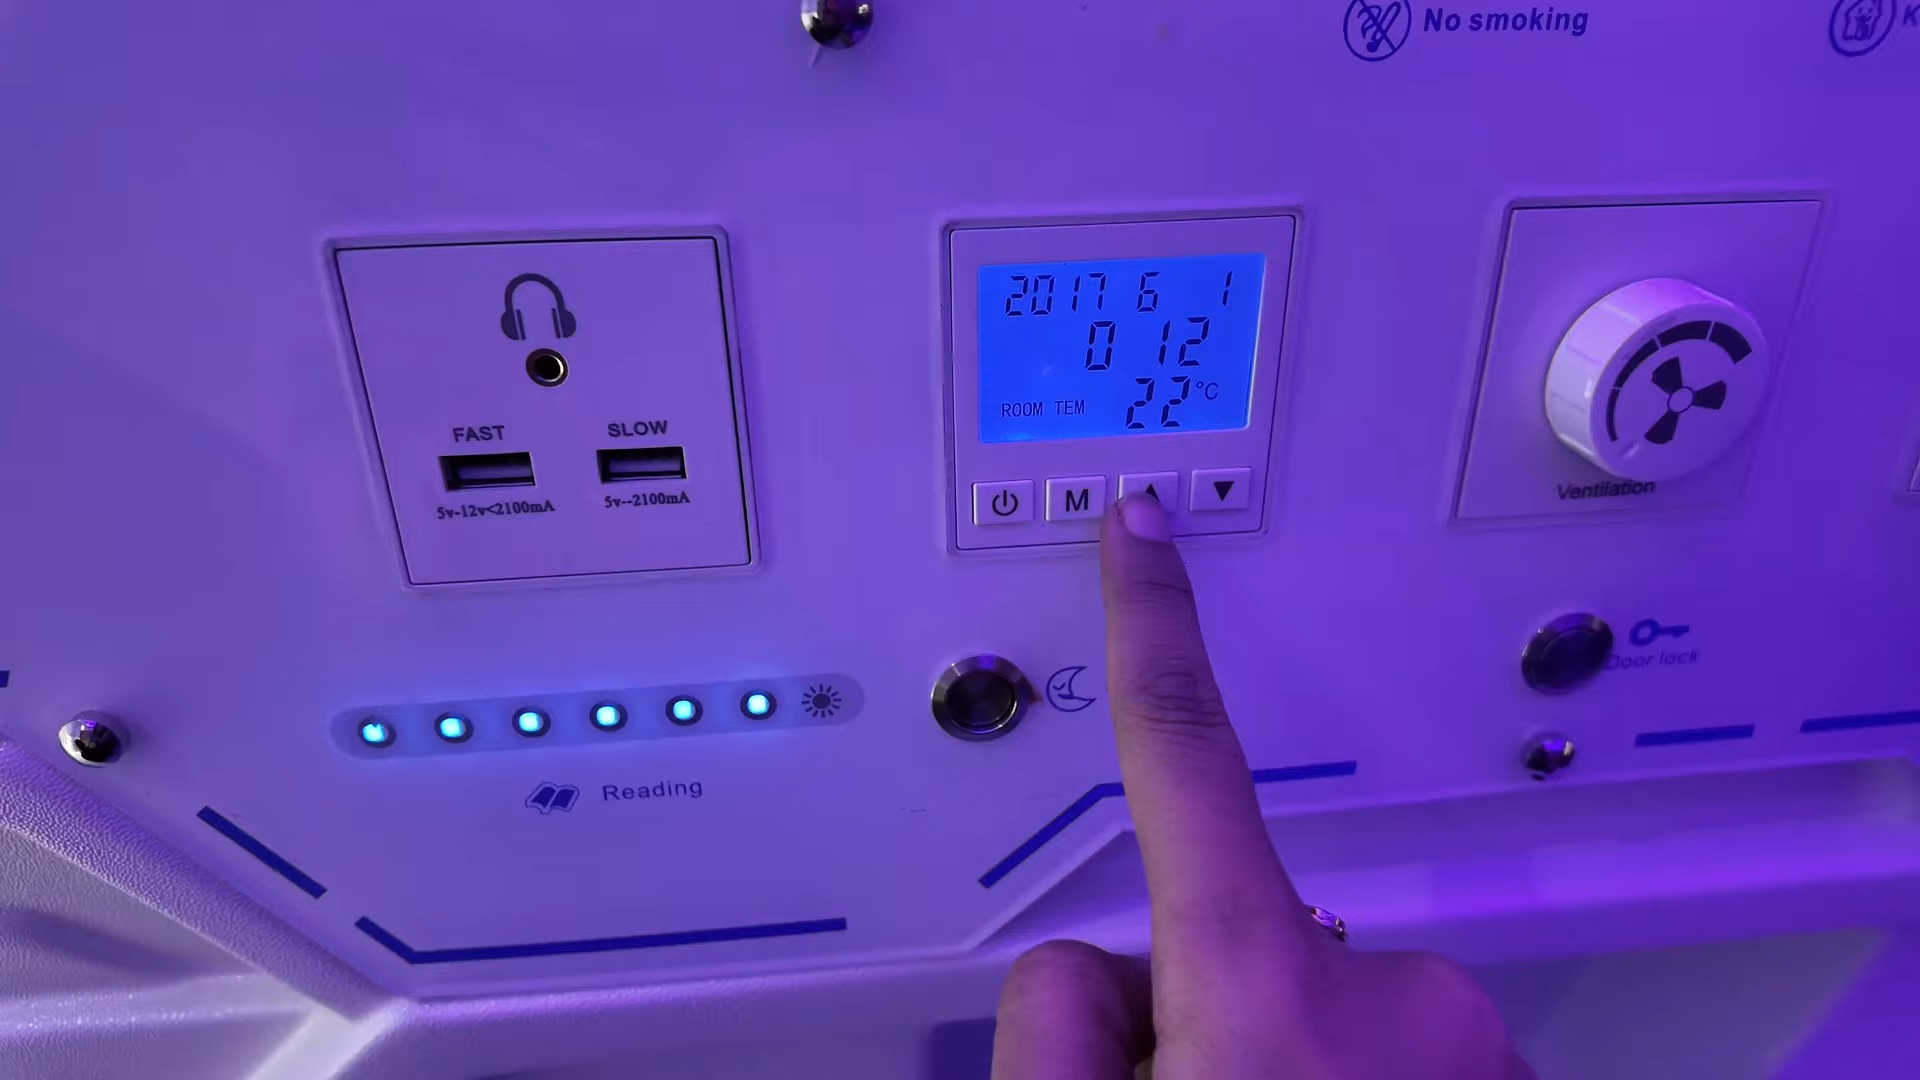 No smoking
K
FAST
SLOW
5v-12v<2100mA
5v--2100mA
2017 6 1
0 12
ROOM TEM 22 °C
M
Ventilation
Door lock
Reading